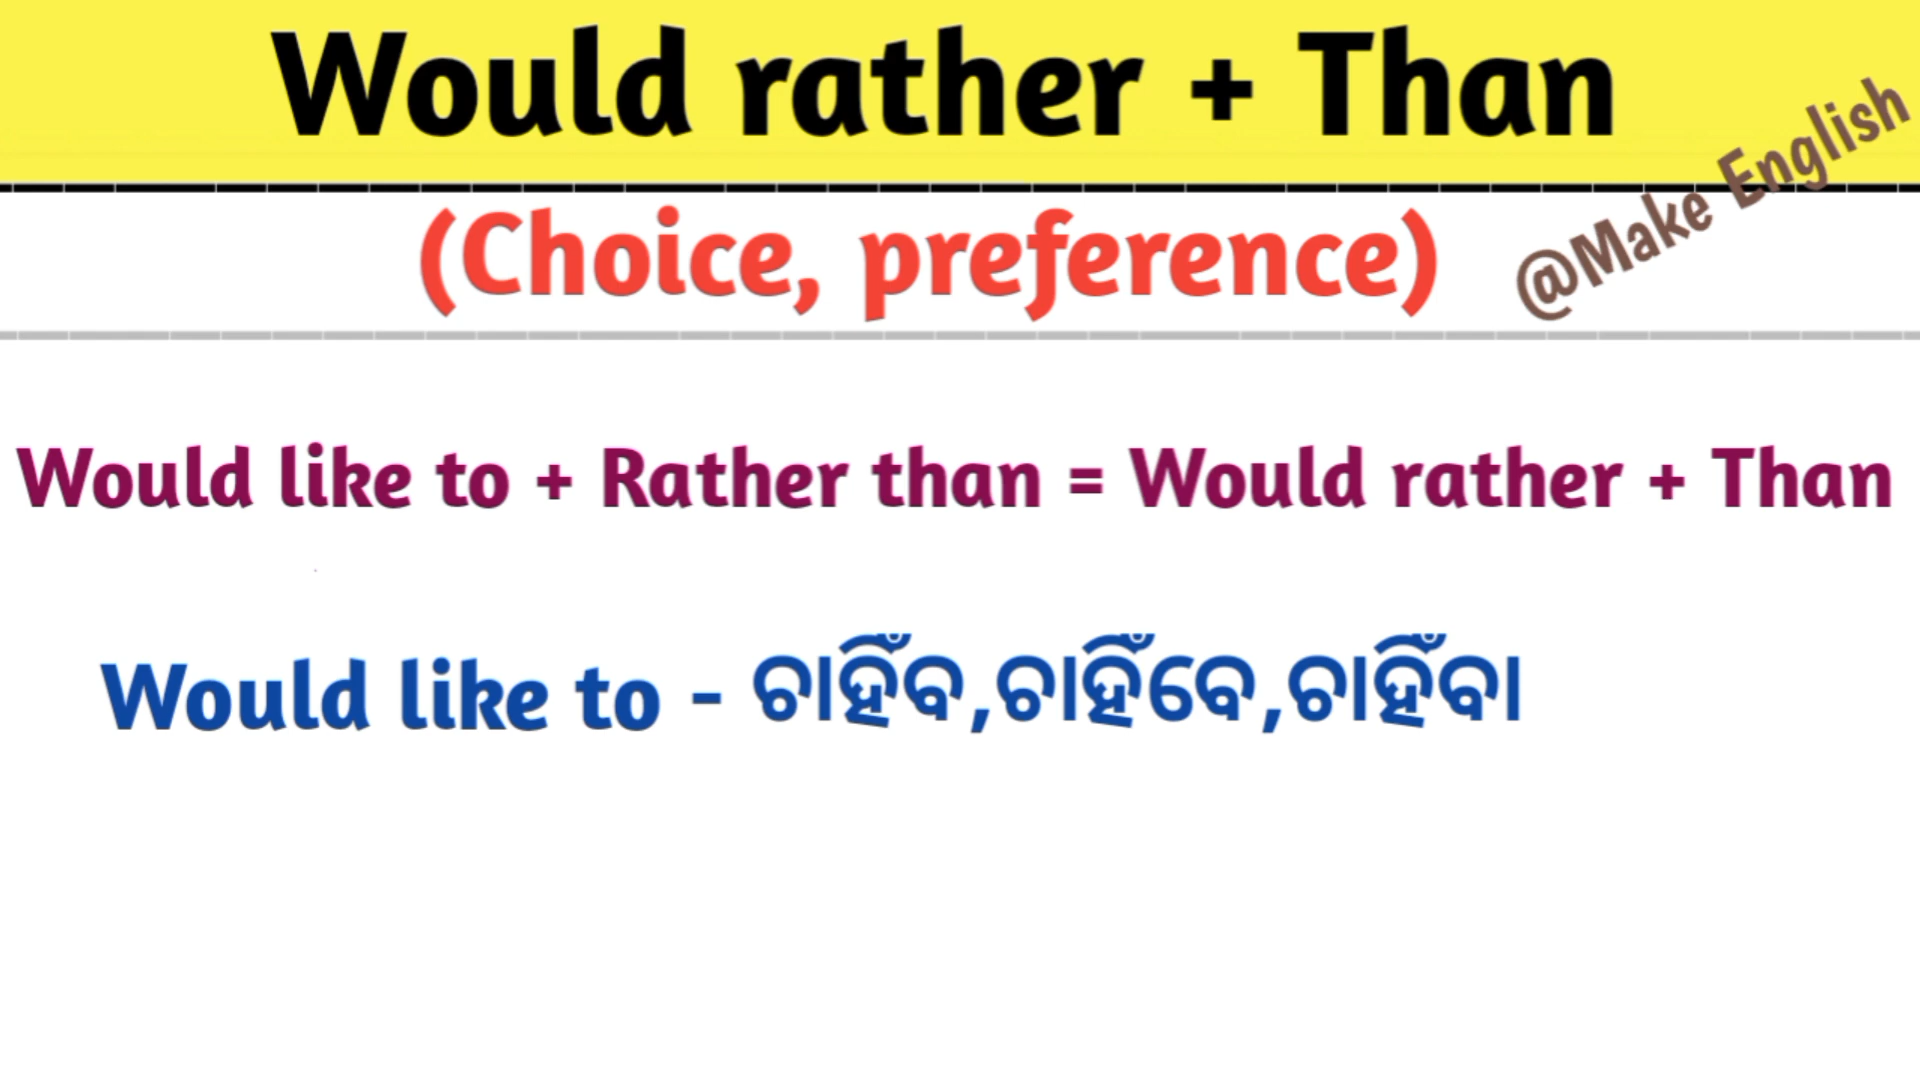 Would rather + Than
(Choice, preference)
@Make English
Would like to + Rather than = Would rather + Than
Would like to - ଚାହିଁବ,ଚାହିଁବେ,ଚାହିଁବା